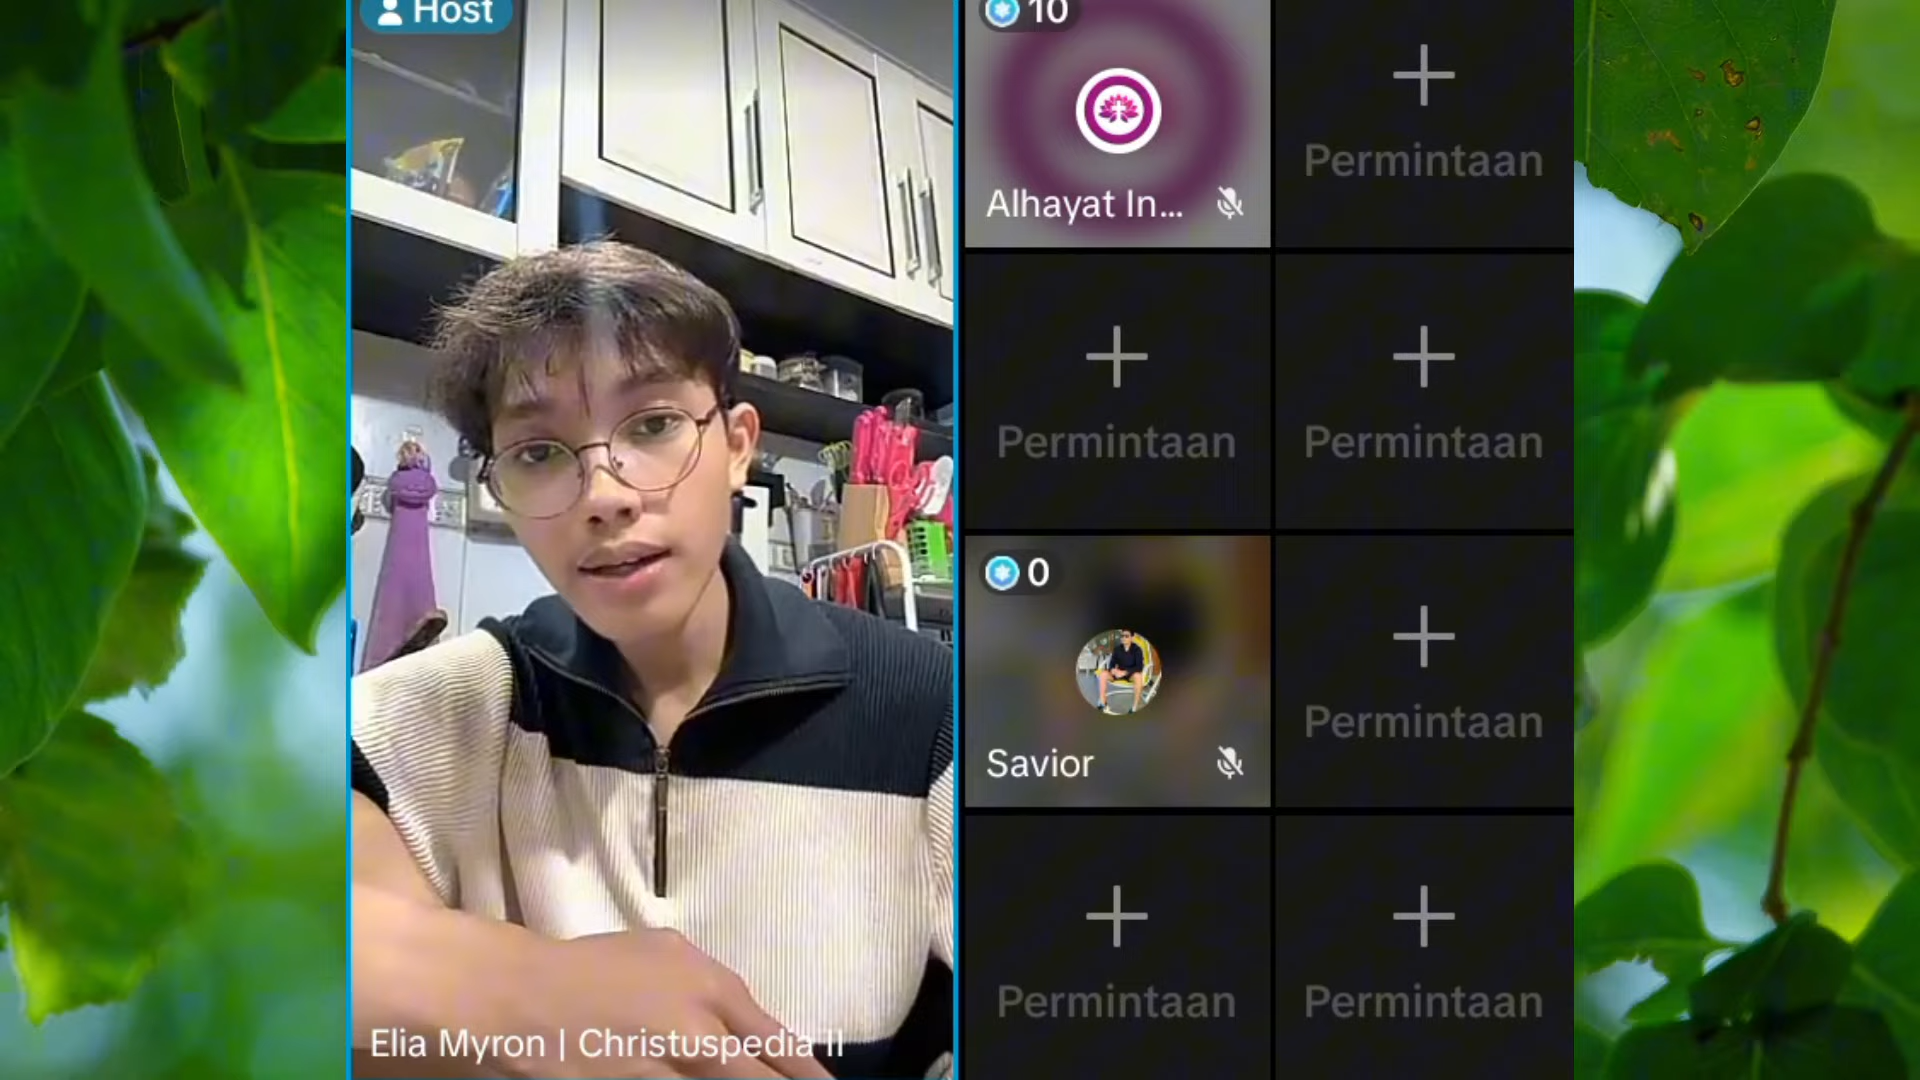 Host
10
Alhayat In...
Permintaan
Permintaan
Permintaan
0
Savior
Permintaan
Permintaan
Permintaan
Elia Myron | Christuspedia II